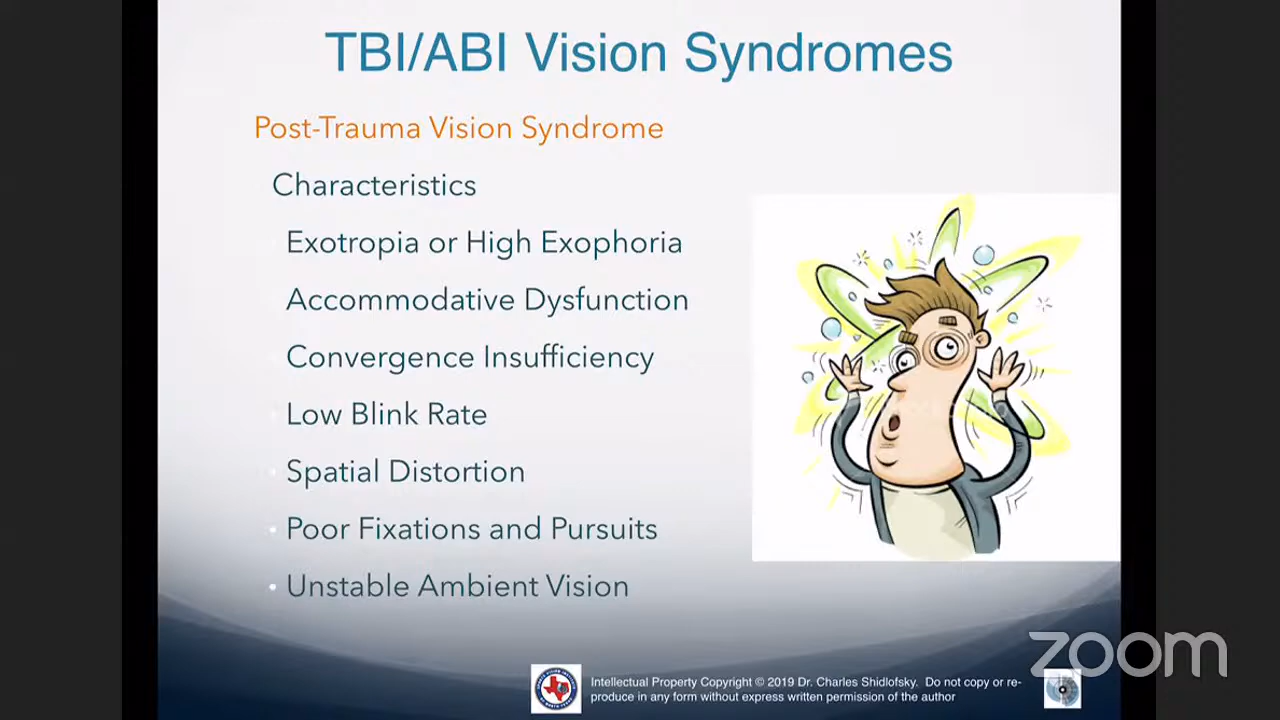 TBI/ABI Vision Syndromes
Post-Trauma Vision Syndrome
Characteristics
Exotropia or High Exophoria
Accommodative Dysfunction
Convergence Insufficiency
Low Blink Rate
Spatial Distortion
Poor Fixations and Pursuits
Unstable Ambient Vision
zoom
Intellectual Property Copyright © 2019 Dr. Charles Shidlofsky. Do not copy or re-
produce in any form without express written permission of the author